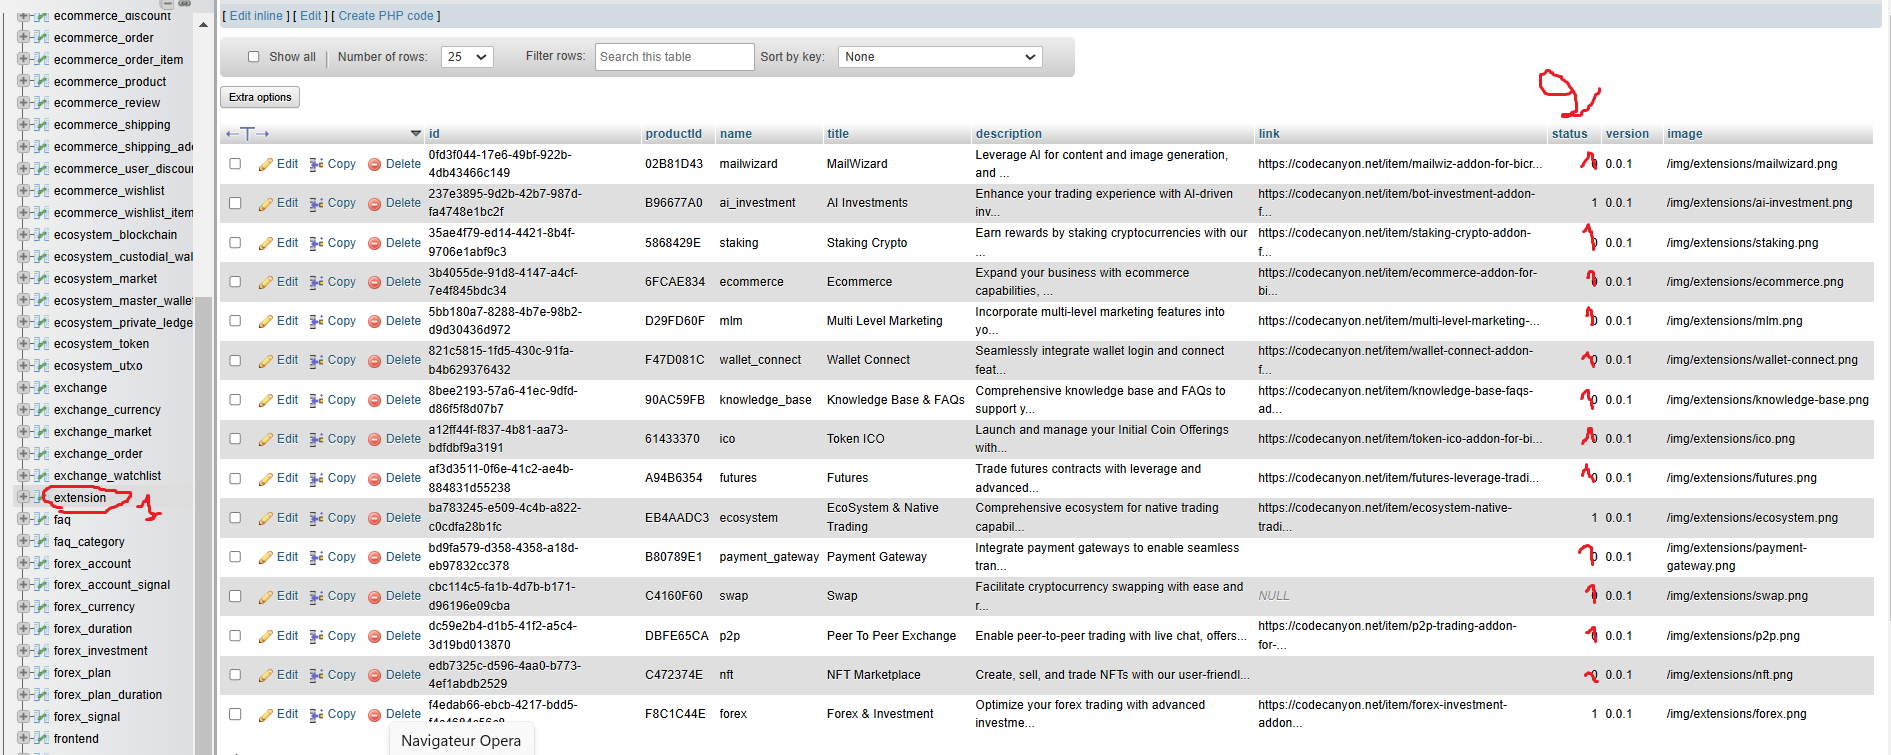 [ Edit inline ] [ Edit ] [ Create PHP code ]
Show all Number of rows: 25 Filter rows: Search this table Sort by key: None
Extra options
ecommerce_discount
ecommerce_order
ecommerce_order_item
ecommerce_product
ecommerce_review
ecommerce_shipping
ecommerce_shipping_add
ecommerce_user_discou
ecommerce_wishlist
ecommerce_wishlist_item
ecosystem_blockchain
ecosystem_custodial_wal
ecosystem_market
ecosystem_master_wallet
ecosystem_private_ledge
ecosystem_token
ecosystem_utxo
exchange
exchange_currency
exchange_market
exchange_order
exchange_watchlist
extension 1
faq
faq_category
forex_account
forex_account_signal
forex_currency
forex_duration
forex_investment
forex_plan
forex_plan_duration
forex_signal
frontend
←T→ id productId name title description link status version image
Edit Copy Delete 0fd3f044-17e6-49bf-922b-4db43466c149 02B81D43 mailwizard MailWizard Leverage AI for content and image generation, and ... https://codecanyon.net/item/mailwiz-addon-for-bicr... 0 0.0.1 /img/extensions/mailwizard.png
Edit Copy Delete 237e3895-9d2b-42b7-987d-fa4748e1bc2f B96677A0 ai_investment AI Investments Enhance your trading experience with AI-driven inv... https://codecanyon.net/item/bot-investment-addon-f... 1 0.0.1 /img/extensions/ai-investment.png
Edit Copy Delete 35ae4f79-ed14-4421-8b4f-9706e1abf9c3 5868429E staking Staking Crypto Earn rewards by staking cryptocurrencies with our ... https://codecanyon.net/item/staking-crypto-addon-f... 0 0.0.1 /img/extensions/staking.png
Edit Copy Delete 3b4055de-91d8-4147-a4cf-7e4f845bdc34 6FCAE834 ecommerce Ecommerce Expand your business with ecommerce capabilities, ... https://codecanyon.net/item/ecommerce-addon-for-bi... 0 0.0.1 /img/extensions/ecommerce.png
Edit Copy Delete 5bb180a7-8288-4b7e-98b2-d9d30436d972 D29FD60F mlm Multi Level Marketing Incorporate multi-level marketing features into yo... https://codecanyon.net/item/multi-level-marketing-... 0 0.0.1 /img/extensions/mlm.png
Edit Copy Delete 821c5815-1fd5-430c-91fa-b4b629376432 F47D081C wallet_connect Wallet Connect Seamlessly integrate wallet login and connect feat... https://codecanyon.net/item/wallet-connect-addon-f... 0 0.0.1 /img/extensions/wallet-connect.png
Edit Copy Delete 8bee2193-57a6-41ec-9dfd-d86f5f8d07b7 90AC59FB knowledge_base Knowledge Base & FAQs Comprehensive knowledge base and FAQs to support y... https://codecanyon.net/item/knowledge-base-faqs-ad... 0 0.0.1 /img/extensions/knowledge-base.png
Edit Copy Delete a12ff44f-f837-4b81-aa73-bdfdbf9a3191 61433370 ico Token ICO Launch and manage your Initial Coin Offerings with... https://codecanyon.net/item/token-ico-addon-for-bi... 0 0.0.1 /img/extensions/ico.png
Edit Copy Delete af3d3511-0f6e-41c2-ae4b-884831d55238 A94B6354 futures Futures Trade futures contracts with leverage and advanced... https://codecanyon.net/item/futures-leverage-tradi... 0 0.0.1 /img/extensions/futures.png
Edit Copy Delete ba783245-e509-4c4b-a822-c0cdfa28b1fc EB4AADC3 ecosystem EcoSystem & Native Trading Comprehensive ecosystem for native trading capabil... https://codecanyon.net/item/ecosystem-native-tradi... 1 0.0.1 /img/extensions/ecosystem.png
Edit Copy Delete bd9fa579-d358-4358-a18d-eb97832cc378 B80789E1 payment_gateway Payment Gateway Integrate payment gateways to enable seamless tran... https://codecanyon.net/item/payment-gateway-addon-f... 0 0.0.1 /img/extensions/payment-gateway.png
Edit Copy Delete cbc114c5-fa1b-4d7b-b171-d96196e09cba C4160F60 swap Swap Facilitate cryptocurrency swapping with ease and r... NULL 0 0.0.1 /img/extensions/swap.png
Edit Copy Delete dc59e2b4-d1b5-41f2-a5c4-3d19bd013870 DBFE65CA p2p Peer To Peer Exchange Enable peer-to-peer trading with live chat, offers... https://codecanyon.net/item/p2p-trading-addon-for-... 0 0.0.1 /img/extensions/p2p.png
Edit Copy Delete edb7325c-d596-4aa0-b773-4ef1abdb2529 C472374E nft NFT Marketplace Create, sell, and trade NFTs with our user-friendl... 0 0.0.1 /img/extensions/nft.png
Edit Copy Delete f4edab66-ebcb-4217-bdd5- F8C1C44E forex Forex & Investment Optimize your forex trading with advanced investme... https://codecanyon.net/item/forex-investment-addon... 1 0.0.1 /img/extensions/forex.png
Navigateur Opera